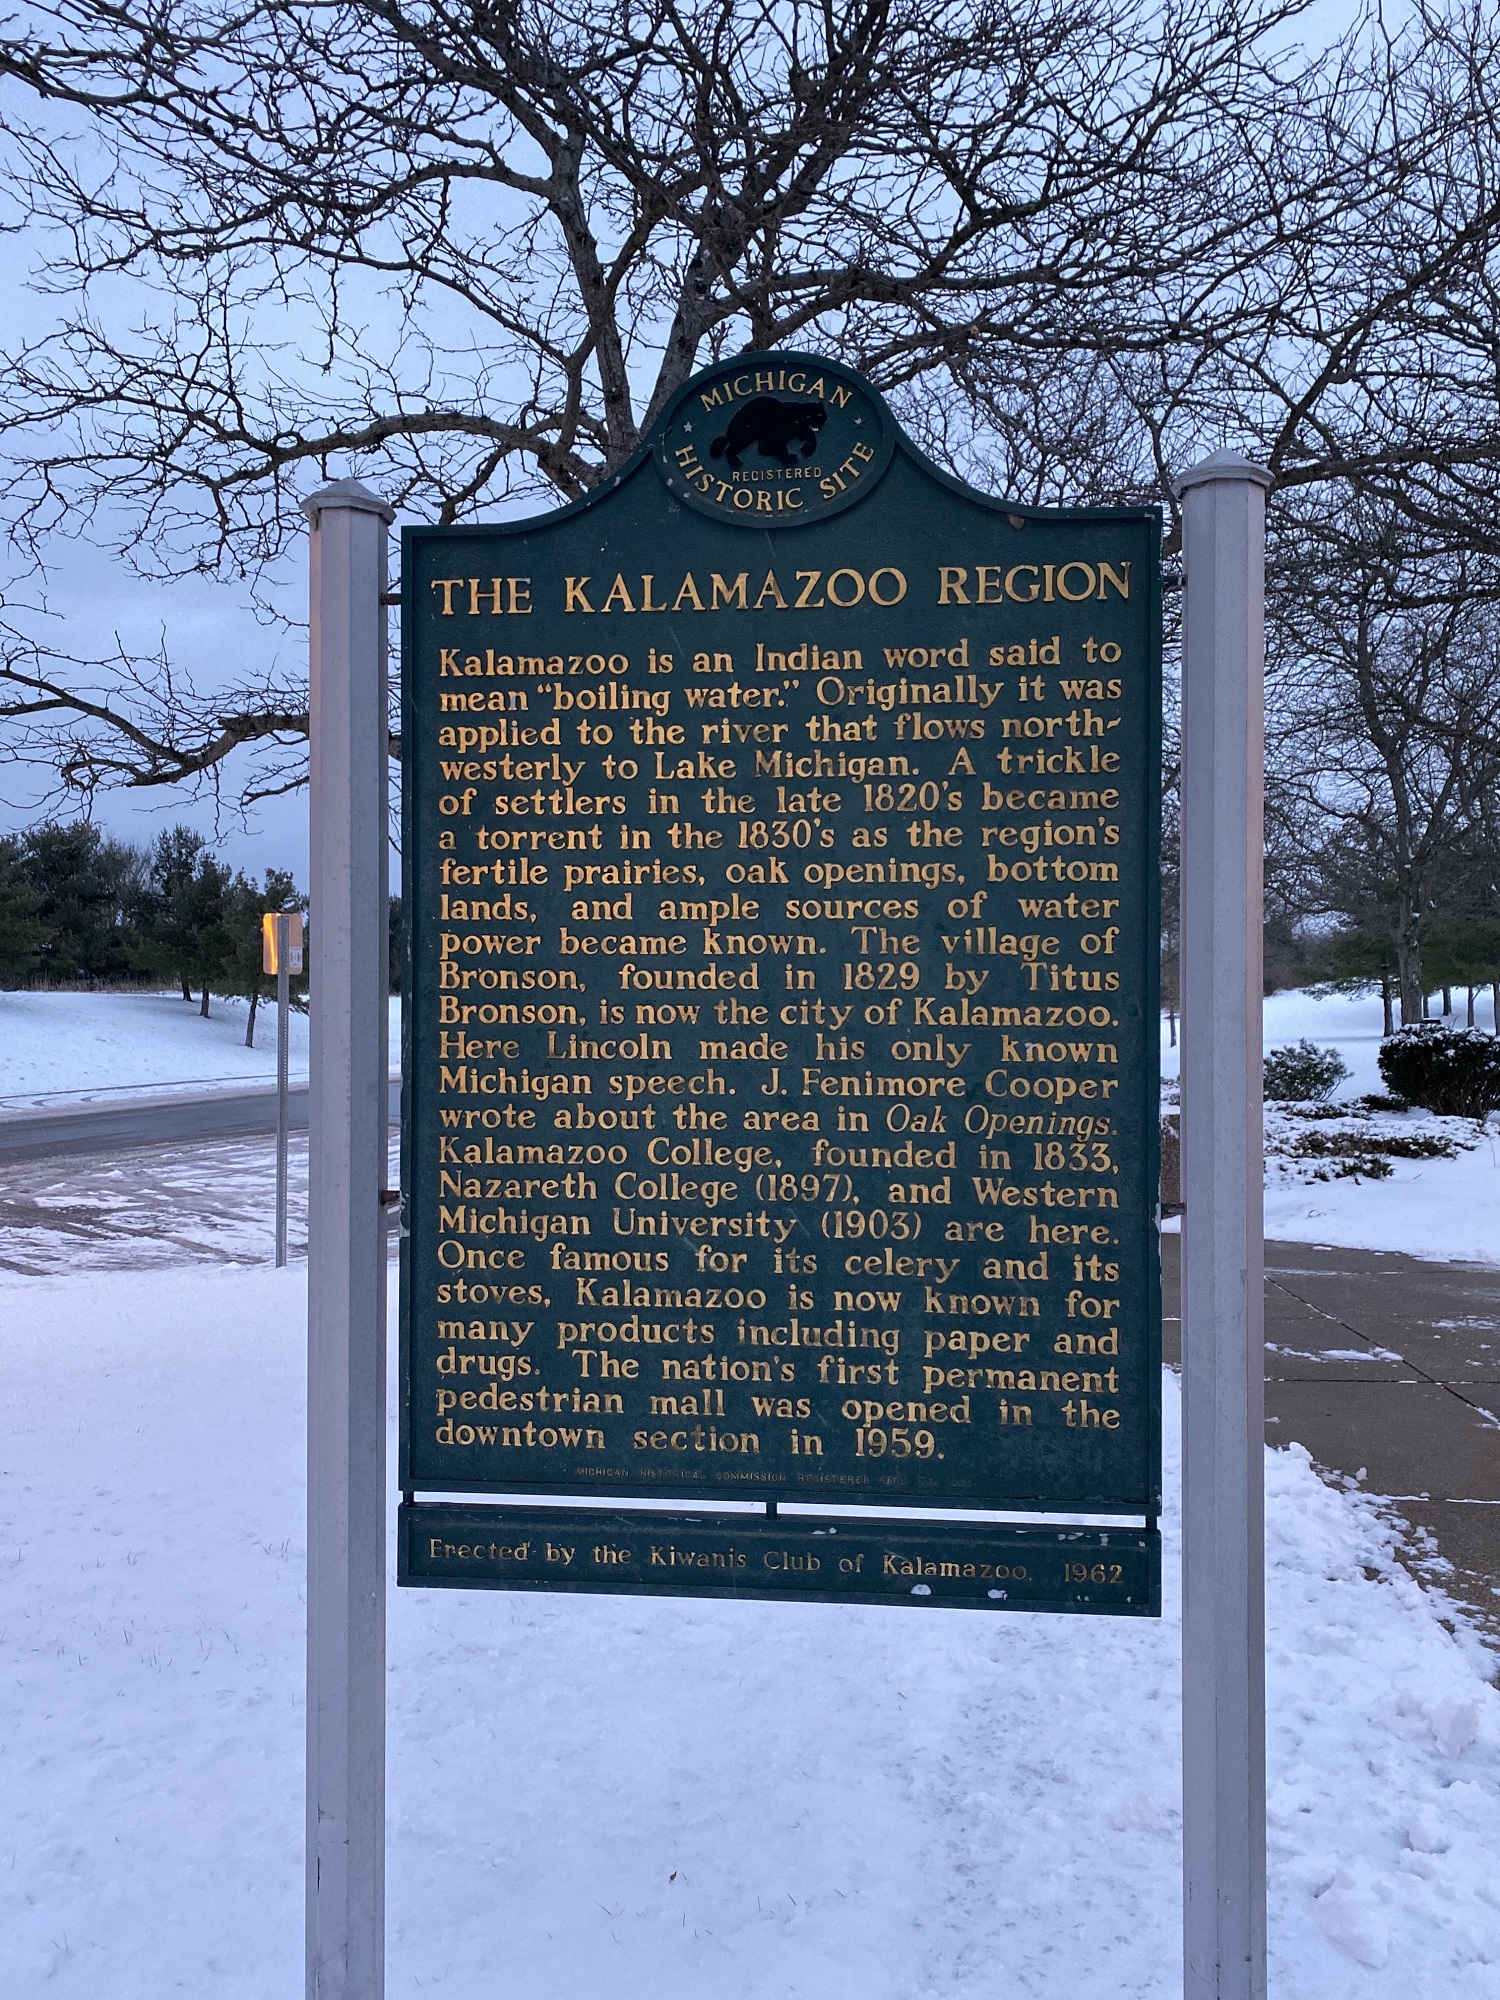 MICHIGAN
REGISTERED
HISTORIC SITE
THE KALAMAZOO REGION
Kalamazoo is an Indian word said to
mean "boiling water." Originally it was
applied to the river that flows north-
westerly to Lake Michigan. A trickle
of settlers in the late 1820's became
a torrent in the 1830's as the region's
fertile prairies, oak openings, bottom
lands, and ample sources of water
power became known. The village of
Bronson, founded in 1829 by Titus
Bronson, is now the city of Kalamazoo.
Here Lincoln made his only known
Michigan speech. J. Fenimore Cooper
wrote about the area in Oak Openings.
Kalamazoo College, founded in 1833,
Nazareth College (1897), and Western
Michigan University (1903) are here.
Once famous for its celery and its
stoves, Kalamazoo is now known for
many products including paper and
drugs. The nation's first permanent
pedestrian mall was opened in the
downtown section in 1959.
MICHIGAN HISTORICAL COMMISSION REGISTERED SITE
Erected by the Kiwanis Club of Kalamazoo, 1962